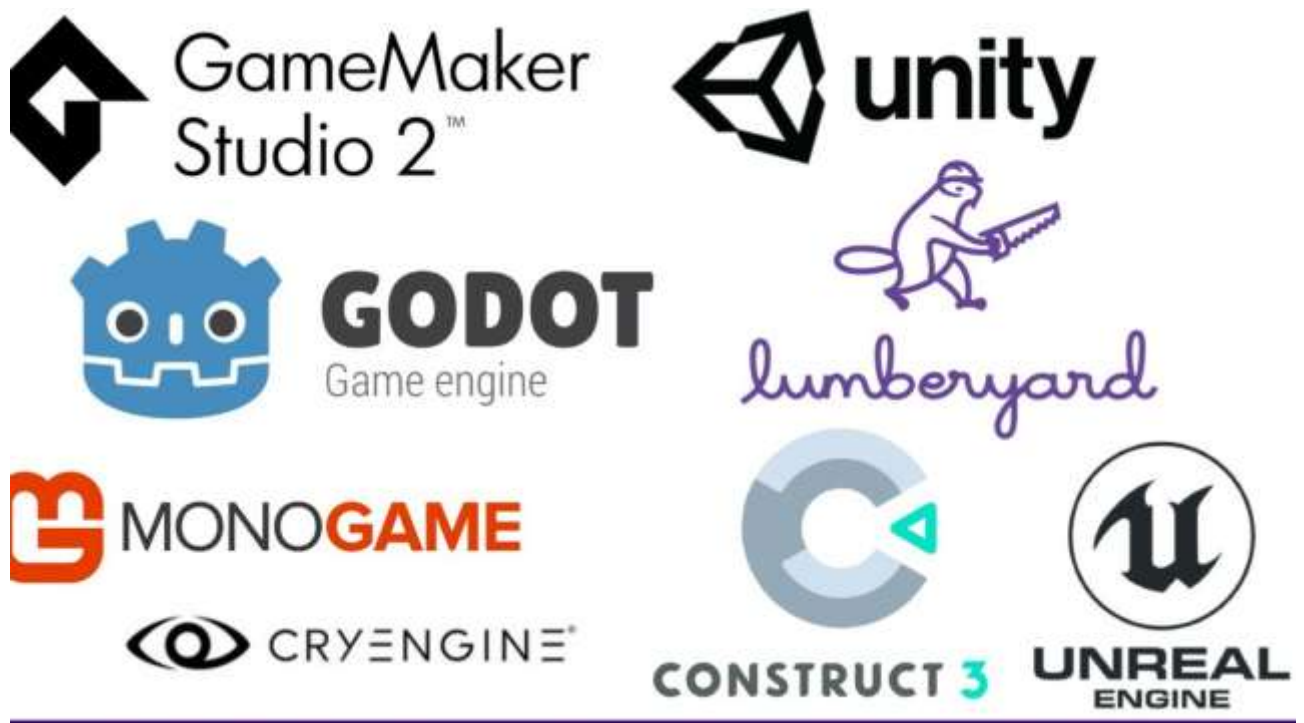 GameMaker
Studio 2™
unity
GODOT
Game engine
lumberyard
MONOGAME
CRYENGINE®
CONSTRUCT 3
UNREAL
ENGINE